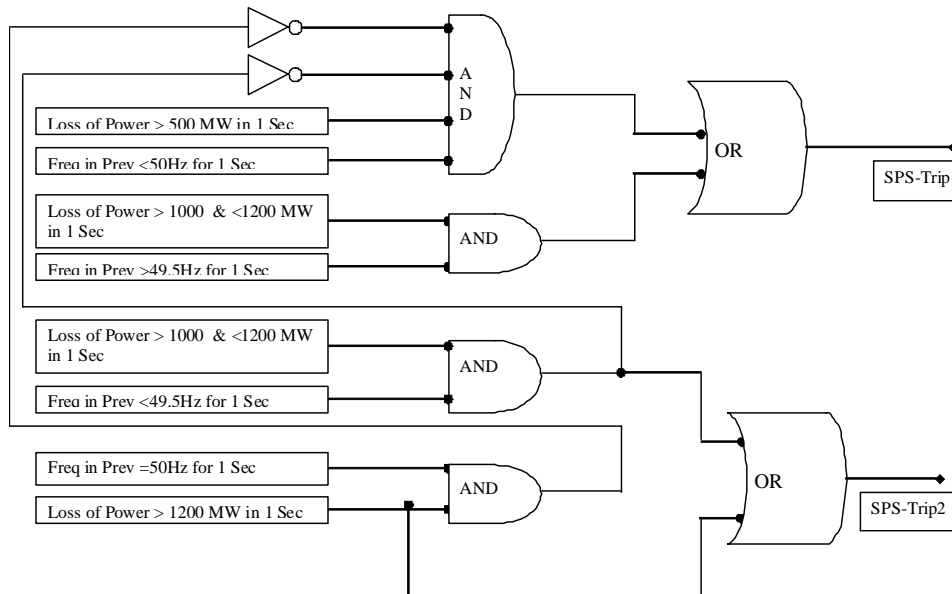 A
N
D
Loss of Power > 500 MW in 1 Sec
Freq in Prev <50Hz for 1 Sec
OR
SPS-Trip
Loss of Power > 1000 & <1200 MW
in 1 Sec
AND
Freq in Prev >49.5Hz for 1 Sec
Loss of Power > 1000 & <1200 MW
in 1 Sec
AND
Freq in Prev <49.5Hz for 1 Sec
Freq in Prev =50Hz for 1 Sec
AND
OR
Loss of Power > 1200 MW in 1 Sec
SPS-Trip2